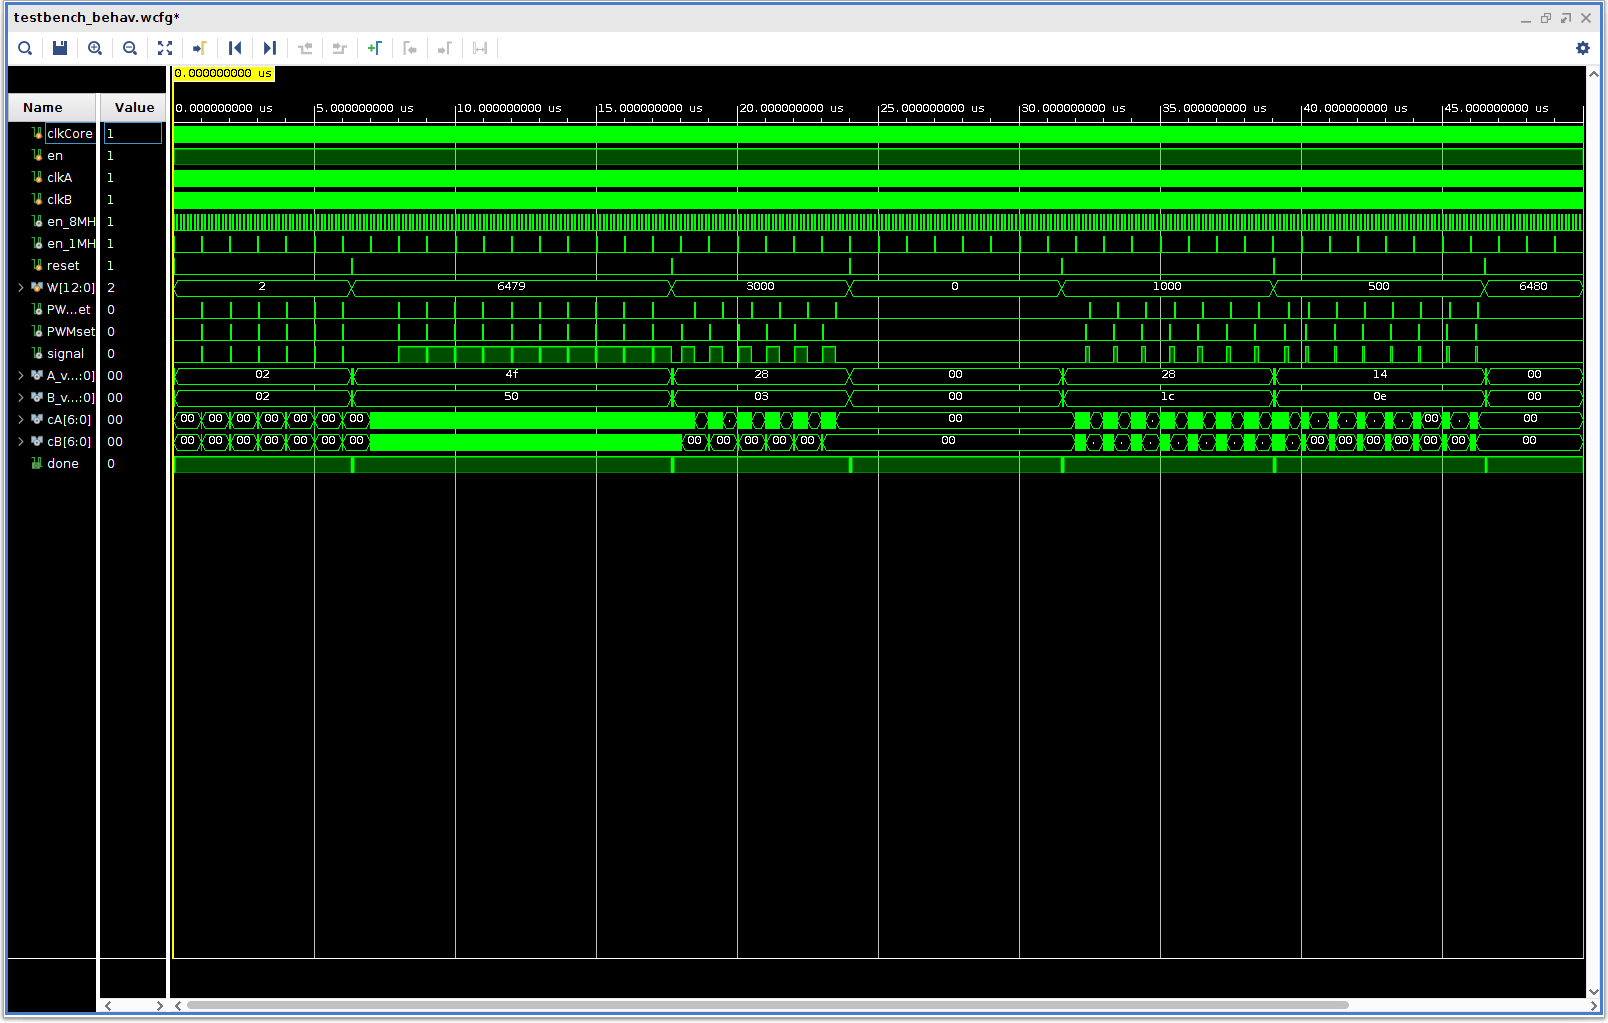 testbench_behav.wcfg*
0.000000000 us
Name Value
0.000000000 us 5.000000000 us 10.000000000 us 15.000000000 us 20.000000000 us 25.000000000 us 30.000000000 us 35.000000000 us 40.000000000 us 45.000000000 us
clkCore 1
en 1
clkA 1
clkB 1
en_8MH 1
en_1MH 1
reset 1
W[12:0] 2 2 6479 3000 0 1000 500 6480
PW...et 0
PWMset 0
signal 0
A_v...:0] 00 02 4f 28 00 28 14 00
B_v...:0] 00 02 50 03 00 1c 0e 00
cA[6:0] 00 00 00 00 00 00 00 00 . 00 . . . . . . . . 00 . 00
cB[6:0] 00 00 00 00 00 00 00 00 00 00 00 00 00 00 . . . . . . . . 00 00 00 00 00 00 00
done 0